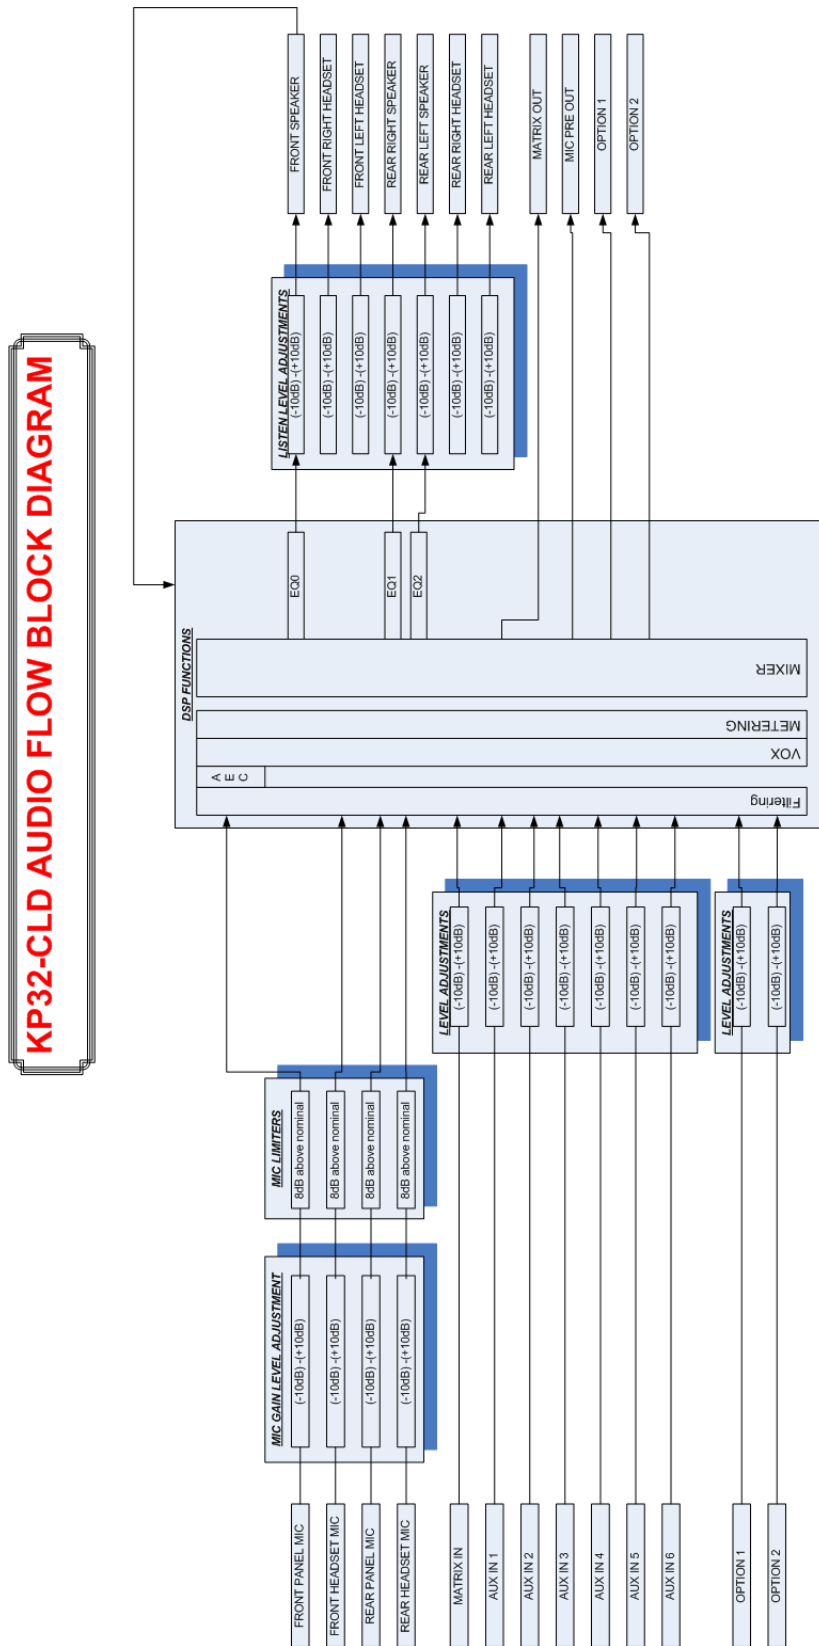 KP32-CLD AUDIO FLOW BLOCK DIAGRAM
FRONT PANEL MIC
FRONT HEADSET MIC
REAR PANEL MIC
REAR HEADSET MIC
MATRIX IN
AUX IN 1
AUX IN 2
AUX IN 3
AUX IN 4
AUX IN 5
AUX IN 6
OPTION 1
OPTION 2
MIC GAIN LEVEL ADJUSTMENT
(-10dB) -(+10dB)
(-10dB) -(+10dB)
(-10dB) -(+10dB)
(-10dB) -(+10dB)
MIC LIMITERS
8dB above nominal
8dB above nominal
8dB above nominal
8dB above nominal
LEVEL ADJUSTMENTS
(-10dB) -(+10dB)
(-10dB) -(+10dB)
(-10dB) -(+10dB)
(-10dB) -(+10dB)
(-10dB) -(+10dB)
(-10dB) -(+10dB)
(-10dB) -(+10dB)
LEVEL ADJUSTMENTS
(-10dB) -(+10dB)
(-10dB) -(+10dB)
DSP FUNCTIONS
Filtering
A
E
C
VOX
METERING
MIXER
EQ0
EQ1
EQ2
LISTEN LEVEL ADJUSTMENTS
(-10dB) -(+10dB)
(-10dB) -(+10dB)
(-10dB) -(+10dB)
(-10dB) -(+10dB)
(-10dB) -(+10dB)
(-10dB) -(+10dB)
(-10dB) -(+10dB)
FRONT SPEAKER
FRONT RIGHT HEADSET
FRONT LEFT HEADSET
REAR RIGHT SPEAKER
REAR LEFT SPEAKER
REAR RIGHT HEADSET
REAR LEFT HEADSET
MATRIX OUT
MIC PRE OUT
OPTION 1
OPTION 2